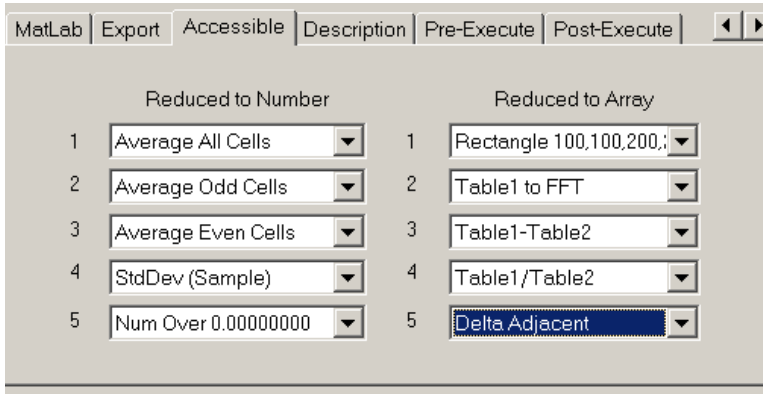 MatLab Export Accessible Description Pre-Execute Post-Execute
Reduced to Number Reduced to Array
1 Average All Cells 1 Rectangle 100,100,200,
2 Average Odd Cells 2 Table1 to FFT
3 Average Even Cells 3 Table1-Table2
4 StdDev (Sample) 4 Table1/Table2
5 Num Over 0.00000000 5 Delta Adjacent